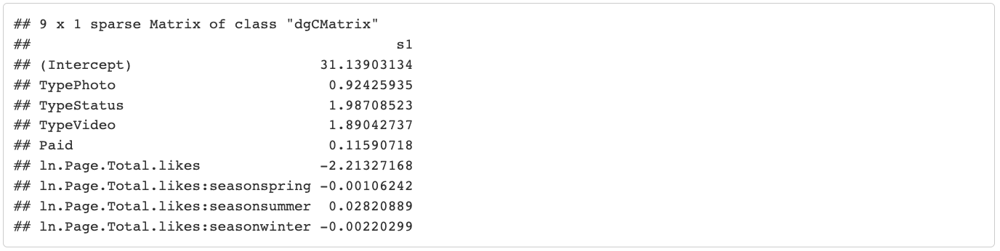 ## 9 x 1 sparse Matrix of class "dgCMatrix"
## s1
## (Intercept) 31.13903134
## TypePhoto 0.92425935
## TypeStatus 1.98708523
## TypeVideo 1.89042737
## Paid 0.11590718
## ln.Page.Total.likes -2.21327168
## ln.Page.Total.likes:seasonspring -0.00106242
## ln.Page.Total.likes:seasonsummer 0.02820889
## ln.Page.Total.likes:seasonwinter -0.00220299